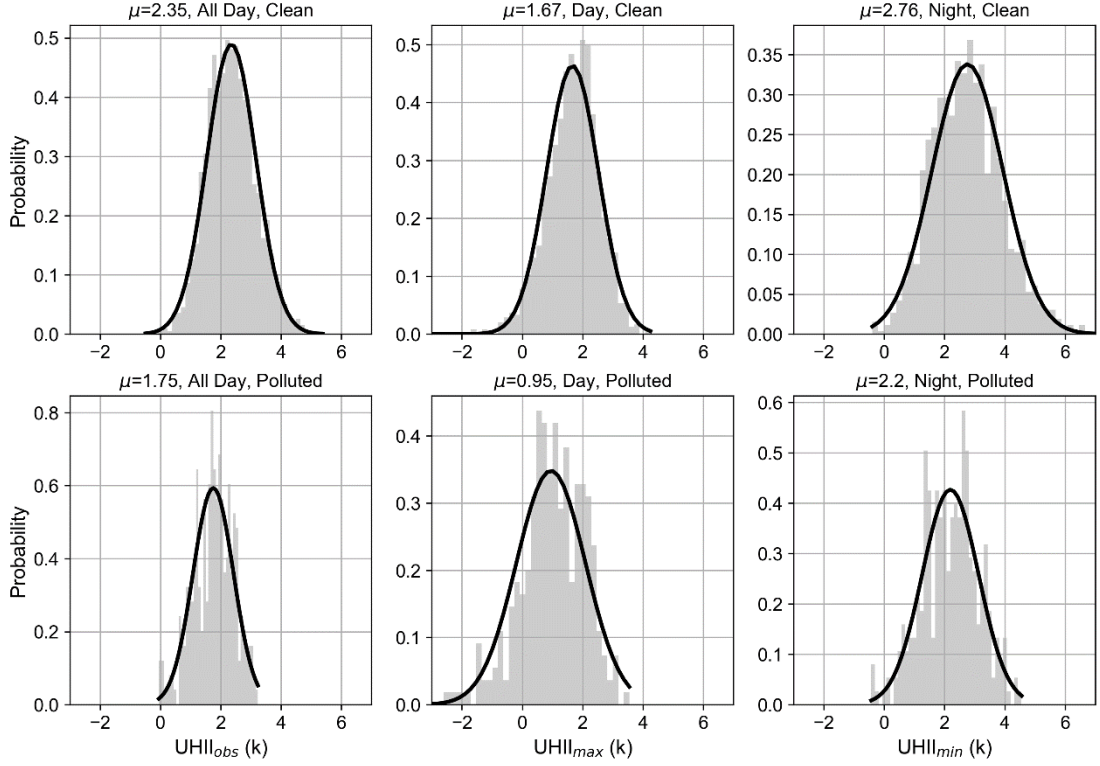 μ=2.35, All Day, Clean
μ=1.67, Day, Clean
μ=2.76, Night, Clean
Probability
0.5
0.4
0.3
0.2
0.1
0.0
−2 0 2 4 6
0.5
0.4
0.3
0.2
0.1
0.0
−2 0 2 4 6
0.35
0.30
0.25
0.20
0.15
0.10
0.05
0.00
−2 0 2 4 6
μ=1.75, All Day, Polluted
μ=0.95, Day, Polluted
μ=2.2, Night, Polluted
Probability
0.8
0.6
0.4
0.2
0.0
−2 0 2 4 6
UHII_obs (k)
0.4
0.3
0.2
0.1
0.0
−2 0 2 4 6
UHII_max (k)
0.6
0.5
0.4
0.3
0.2
0.1
0.0
−2 0 2 4 6
UHII_min (k)